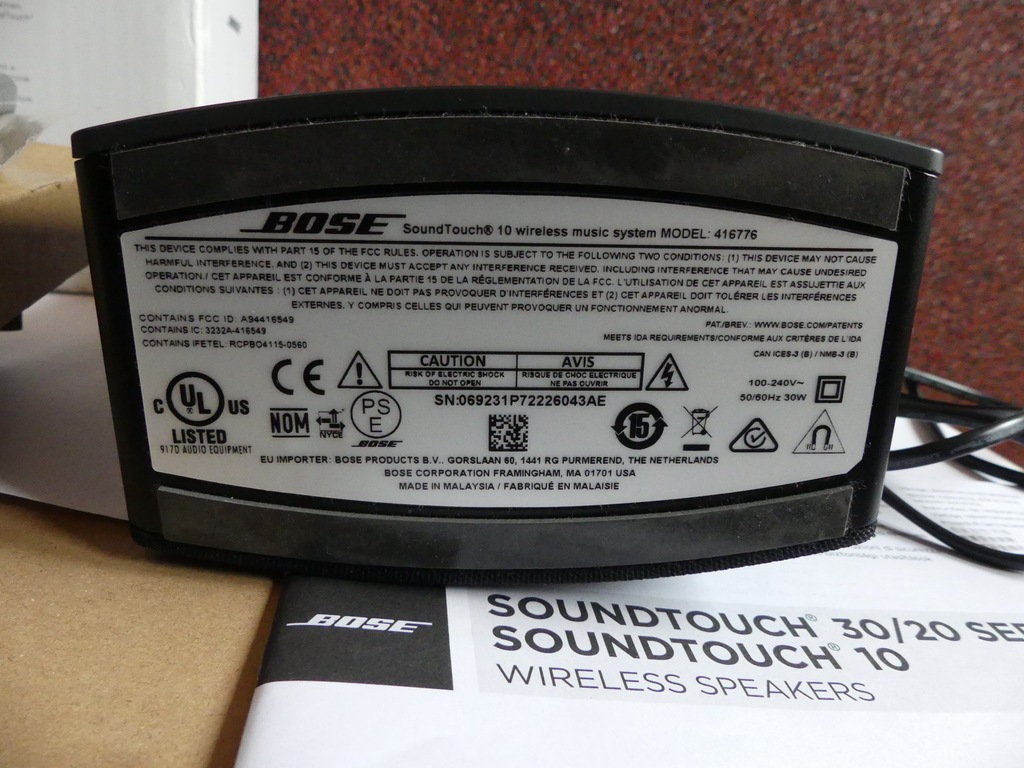 BOSE SoundTouch® 10 wireless music system MODEL: 416776
THIS DEVICE COMPLIES WITH PART 15 OF THE FCC RULES. OPERATION IS SUBJECT TO THE FOLLOWING TWO CONDITIONS: (1) THIS DEVICE MAY NOT CAUSE
HARMFUL INTERFERENCE, AND (2) THIS DEVICE MUST ACCEPT ANY INTERFERENCE RECEIVED, INCLUDING INTERFERENCE THAT MAY CAUSE UNDESIRED
OPERATION./ CET APPAREIL EST CONFORME À LA PARTIE 15 DE LA RÉGLEMENTATION DE LA FCC. L'UTILISATION DE CET APPAREIL EST ASSUJETTIE AUX
CONDITIONS SUIVANTES : (1) CET APPAREIL NE DOIT PAS PROVOQUER D'INTERFÉRENCES ET (2) CET APPAREIL DOIT TOLÉRER LES INTERFÉRENCES
EXTERNES, Y COMPRIS CELLES QUI PEUVENT PROVOQUER UN FONCTIONNEMENT ANORMAL.
CONTAINS FCC ID: A94416549
CONTAINS IC: 3232A-416549
CONTAINS IFETEL: RCPBO4115-0560
PAT./BREV.: WWW.BOSE.COM/PATENTS
MEETS IDA REQUIREMENTS/CONFORME AUX CRITÈRES DE L'IDA
CAN ICES-3 (B) / NMB-3 (B)
CE
CAUTION AVIS
RISK OF ELECTRIC SHOCK RISQUE DE CHOC ELECTRIQUE
DO NOT OPEN NE PAS OUVRIR
100-240V~
50/60Hz 30W
SN:069231P72226043AE
C UL US
LISTED
917D AUDIO EQUIPMENT
NOM
NYCE
PS
E
BOSE
15
EU IMPORTER: BOSE PRODUCTS B.V., GORSLAAN 60, 1441 RG PURMEREND, THE NETHERLANDS
BOSE CORPORATION FRAMINGHAM, MA 01701 USA
MADE IN MALAYSIA / FABRIQUÉ EN MALAISIE
BOSE
SOUNDTOUCH® 30/20 SE
SOUNDTOUCH® 10
WIRELESS SPEAKERS